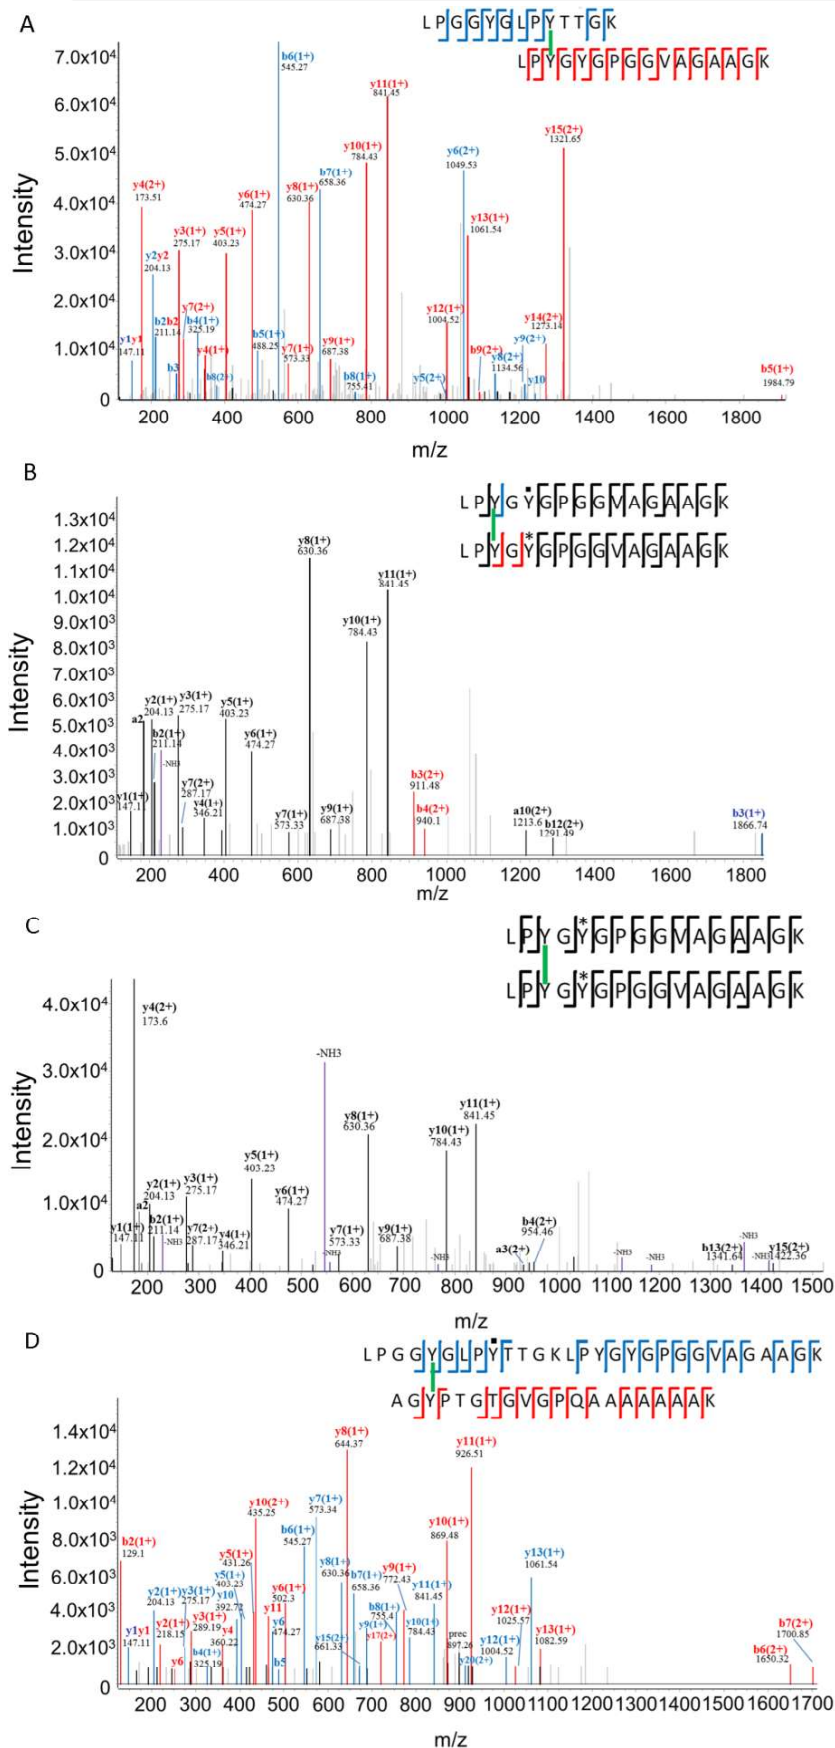 A
L P G G Y G L P Y T T G K
L P Y G Y G P G G V A G A A G K
Intensity
7.0x10⁴
6.0x10⁴
5.0x10⁴
4.0x10⁴
3.0x10⁴
2.0x10⁴
1.0x10⁴
0
b6(1+)
545.27
y11(1+)
841.45
y10(1+)
784.43
y15(2+)
1321.65
y6(2+)
1049.53
y4(2+)
173.51
y6(1+)
474.27
y8(1+)
630.36
b7(1+)
658.36
y3(1+)
275.17
y5(1+)
403.23
y13(1+)
1061.54
y2y2
204.13
y7(2+)
b2b2
211.14
b4(1+)
325.19
y12(1+)
1004.52
y14(2+)
1273.14
y9(2+)
b5(1+)
488.25
b9(2+)
y1y1
147.11
y4(1+)
y7(1+)
573.33
y9(1+)
687.38
y8(2+)
1134.56
b3
b8(2+)
b8(1+)
755.41
y5(2+)
y10
b5(1+)
1984.79
200 400 600 800 1000 1200 1400 1600 1800
m/z
B
L P Y G Y G P G G V A G A A G K
L P Y G Y* G P G G V A G A A G K
Intensity
1.3x10⁴
1.2x10⁴
1.1x10⁴
1.0x10⁴
9.0x10³
8.0x10³
7.0x10³
6.0x10³
5.0x10³
4.0x10³
3.0x10³
2.0x10³
1.0x10³
0
y8(1+)
630.36
y11(1+)
841.45
y10(1+)
784.43
y2(1+)
204.13
y3(1+)
275.17
y5(1+)
403.23
a2
b2(1+)
211.14
y6(1+)
474.27
-NH3
y7(2+)
287.17
y1(1+)
147.1
y4(1+)
346.21
y7(1+)
573.33
y9(1+)
687.38
b3(2+)
911.48
b4(2+)
940.1
a10(2+)
1213.6
b12(2+)
1291.49
b3(1+)
1866.74
200 400 600 800 1000 1200 1400 1600 1800
m/z
C
L P Y G Y* G P G G V A G A A G K
L P Y G Y* G P G G V A G A A G K
Intensity
4.0x10⁴
3.0x10⁴
2.0x10⁴
1.0x10⁴
0
y4(2+)
173.6
-NH3
y8(1+)
630.36
y11(1+)
841.45
y10(1+)
784.43
y5(1+)
403.23
y2(1+)
204.13
y3(1+)
275.17
a2
y6(1+)
474.27
y1(1+)
147.11
b2(1+)
211.14
-NH3
y7(2+)
287.17
y4(1+)
346.21
y7(1+)
573.33
-NH3
y9(1+)
687.38
-NH3
b4(2+)
954.46
a3(2+)
-NH3
-NH3
b13(2+)
1341.64
-NH3
y15(2+)
1422.36
200 300 400 500 600 700 800 900 1000 1100 1200 1300 1400 1500
m/z
D
L P G G Y G L P Y T T G K L P Y G Y G P G G V A G A A G K
A G Y P T G T G V G P Q A A A A A A A K
Intensity
1.4x10⁴
1.2x10⁴
1.0x10⁴
8.0x10³
6.0x10³
4.0x10³
2.0x10³
0
y8(1+)
644.37
y11(1+)
926.51
y10(2+)
435.25
y7(1+)
573.34
b6(1+)
545.27
y10(1+)
869.48
b2(1+)
129.1
y5(1+)
431.26
y8(1+)
630.36
b7(1+)
658.36
y9(1+)
772.43
y13(1+)
1061.54
y5(1+)
403.23
y6(1+)
502.3
y11(1+)
841.45
y2(1+)
204.13
y3(1+)
275.17
y10
392.72
y11
b8(1+)
755.4
y12(1+)
1025.57
y2(1+)
218.15
y3(1+)
289.19
y4
360.22
y6
474.27
y9(1+)
y10(1+)
784.43
prec
897.26
y13(1+)
1082.59
y1y1
147.11
b4(1+)
325.19
y15(2+)
661.33
y17(2+)
y12(1+)
1004.52
y6
b5
y20(2+)
b7(2+)
1700.85
b6(2+)
1650.32
200 300 400 500 600 700 800 900 1000 1100 1200 1300 1400 1500 1600 1700
m/z